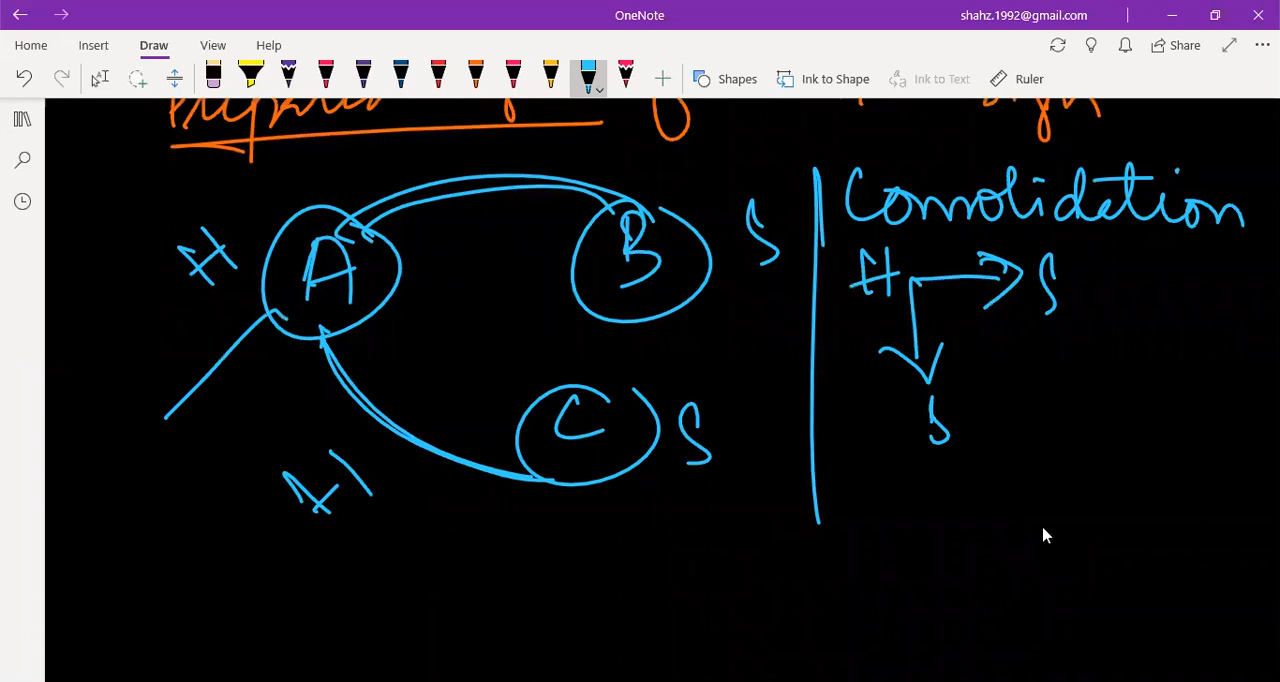 OneNote
shahz.1992@gmail.com
Home Insert Draw View Help
Share
Shapes Ink to Shape Ink to Text Ruler
Consolidation
A B S
H
H S
S
C S